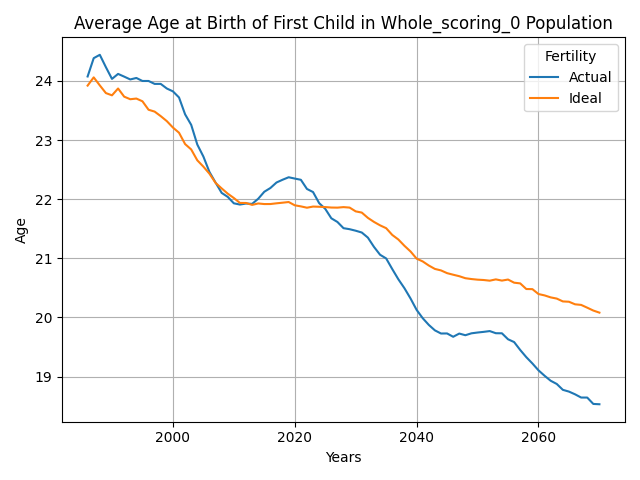 Average Age at Birth of First Child in Whole_scoring_0 Population
Fertility
Actual
Ideal
Age
24
23
22
21
20
19
2000
2020
2040
2060
Years